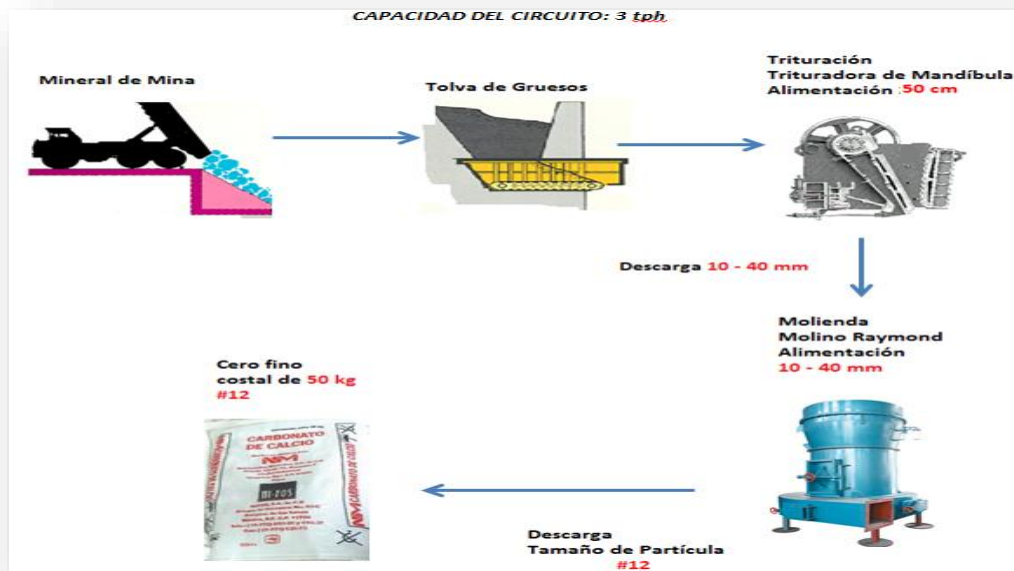 CAPACIDAD DEL CIRCUITO: 3 tph
Mineral de Mina
Tolva de Gruesos
Trituración
Trituradora de Mandíbula
Alimentación :50 cm
Descarga 10 - 40 mm
Molienda
Molino Raymond
Alimentación
10 - 40 mm
Cero fino
costal de 50 kg
#12
CARBONATO
DE CALCIO
NM
Descarga
Tamaño de Partícula
#12